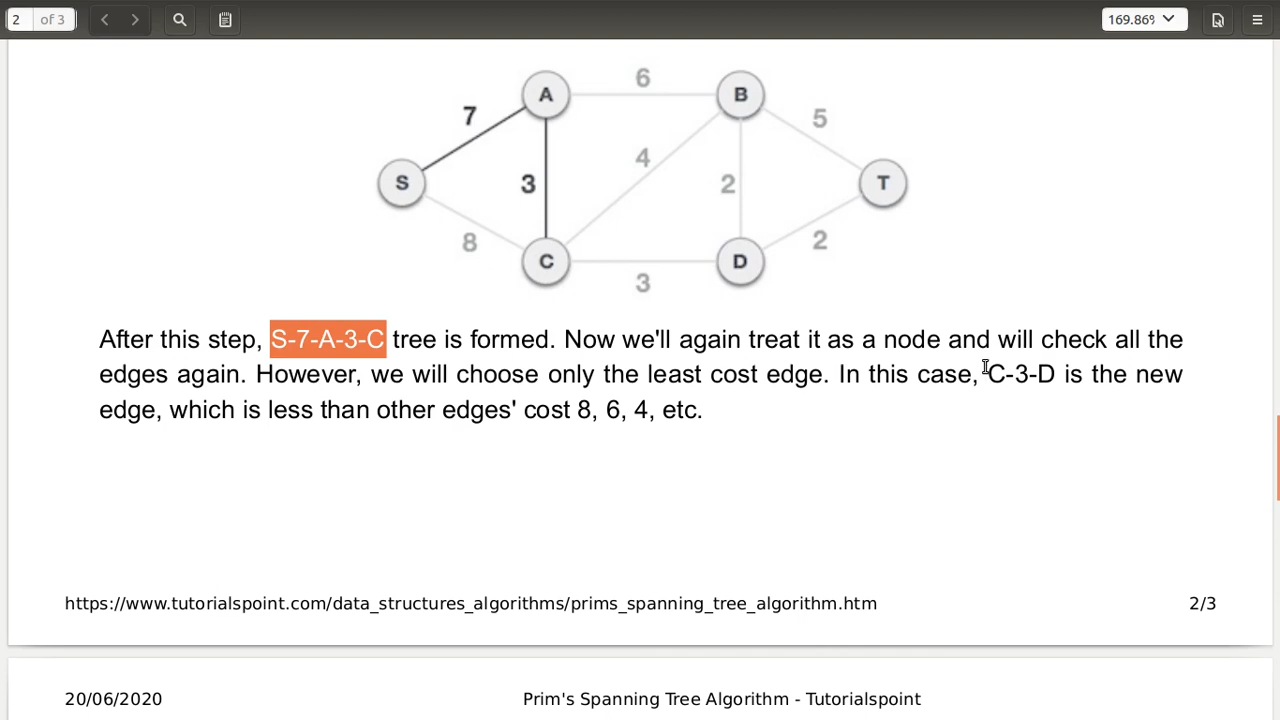 2 of 3
169.86%
6
A
B
7
5
4
S
3
2
T
8
2
C
D
3
After this step, S-7-A-3-C tree is formed. Now we'll again treat it as a node and will check all the
edges again. However, we will choose only the least cost edge. In this case, C-3-D is the new
edge, which is less than other edges' cost 8, 6, 4, etc.
https://www.tutorialspoint.com/data_structures_algorithms/prims_spanning_tree_algorithm.htm 2/3
20/06/2020 Prim's Spanning Tree Algorithm - Tutorialspoint